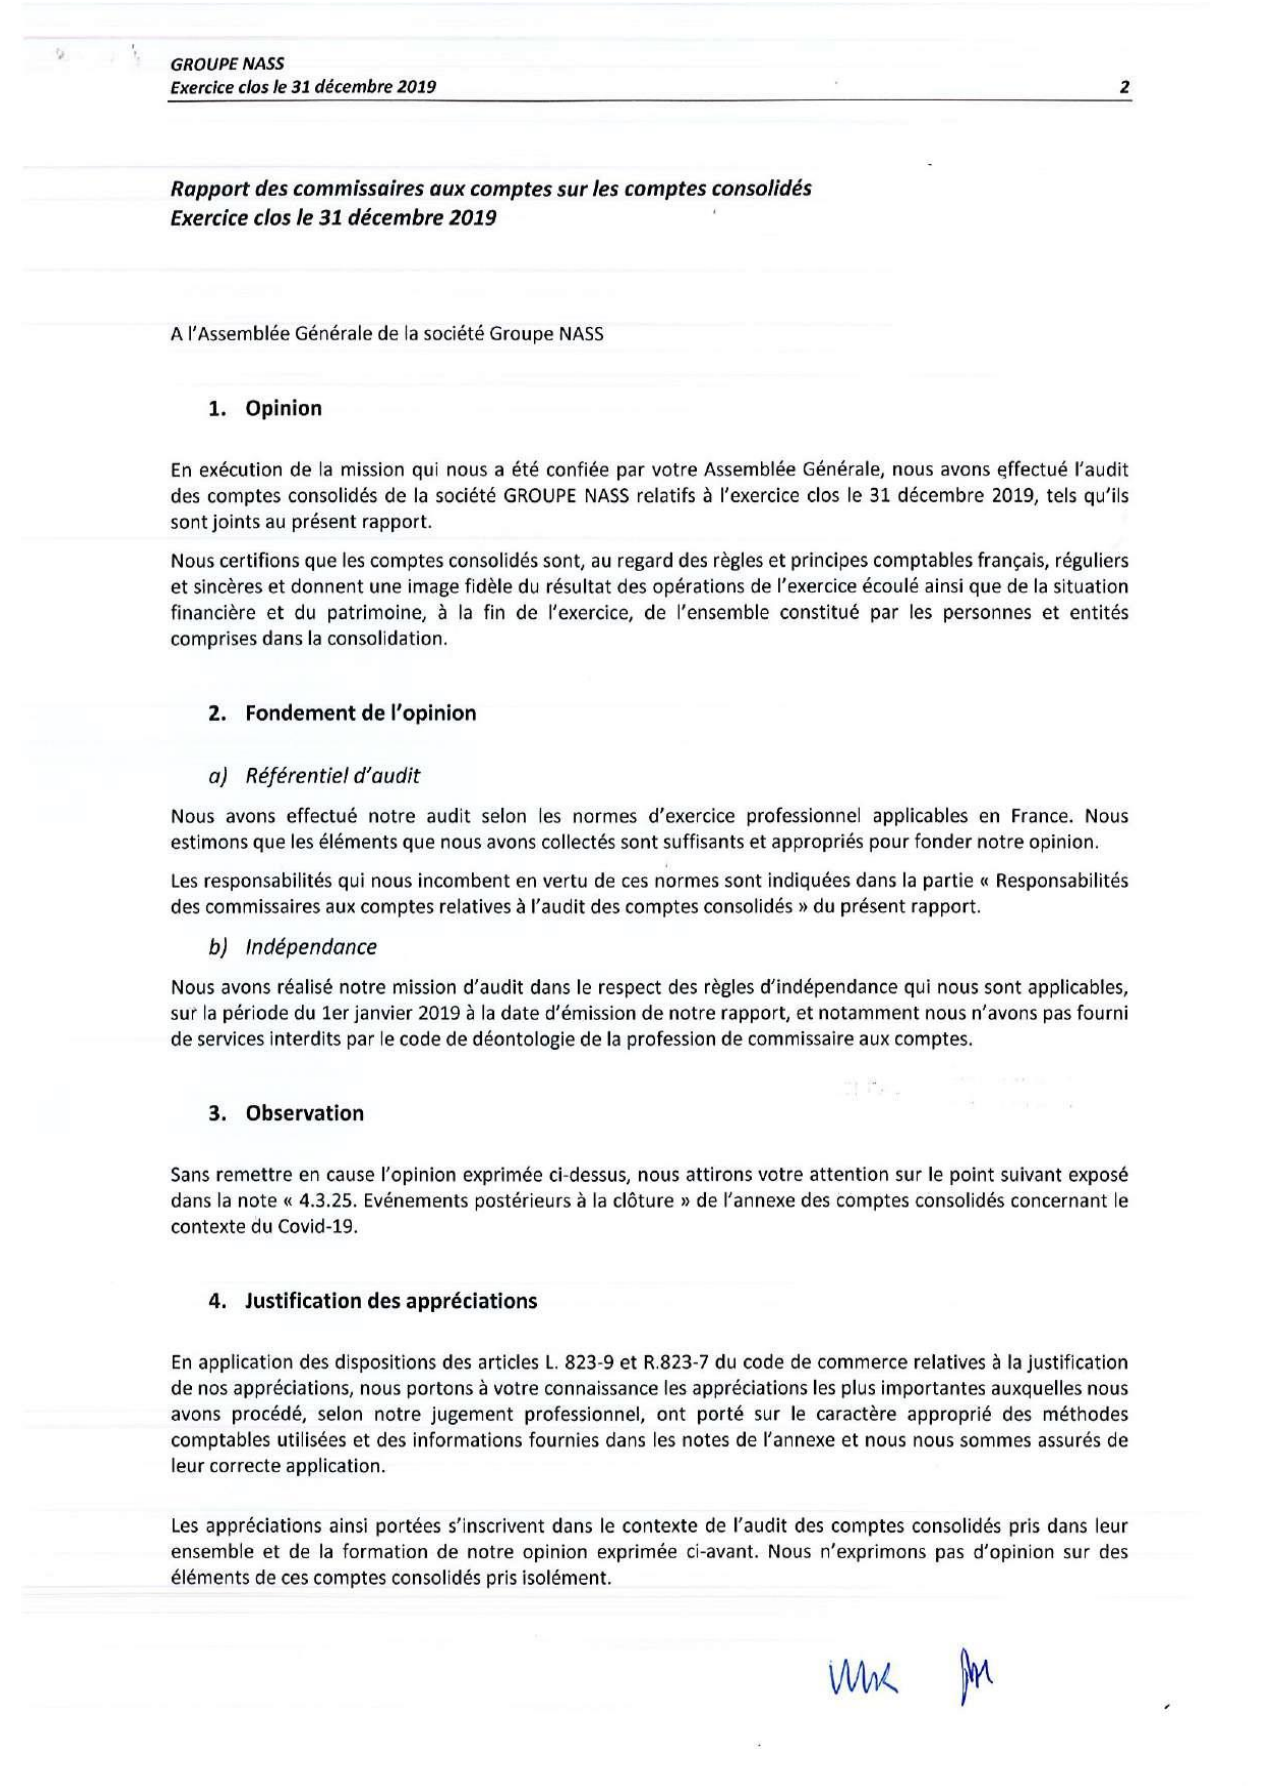 GROUPE NASS
Exercice clos le 31 décembre 2019 2
Rapport des commissaires aux comptes sur les comptes consolidés
Exercice clos le 31 décembre 2019
A l'Assemblée Générale de la société Groupe NASS
1. Opinion
En exécution de la mission qui nous a été confiée par votre Assemblée Générale, nous avons effectué l'audit
des comptes consolidés de la société GROUPE NASS relatifs à l'exercice clos le 31 décembre 2019, tels qu'ils
sont joints au présent rapport.
Nous certifions que les comptes consolidés sont, au regard des règles et principes comptables français, réguliers
et sincères et donnent une image fidèle du résultat des opérations de l'exercice écoulé ainsi que de la situation
financière et du patrimoine, à la fin de l'exercice, de l'ensemble constitué par les personnes et entités
comprises dans la consolidation.
2. Fondement de l'opinion
a) Référentiel d'audit
Nous avons effectué notre audit selon les normes d'exercice professionnel applicables en France. Nous
estimons que les éléments que nous avons collectés sont suffisants et appropriés pour fonder notre opinion.
Les responsabilités qui nous incombent en vertu de ces normes sont indiquées dans la partie « Responsabilités
des commissaires aux comptes relatives à l'audit des comptes consolidés » du présent rapport.
b) Indépendance
Nous avons réalisé notre mission d'audit dans le respect des règles d'indépendance qui nous sont applicables,
sur la période du 1er janvier 2019 à la date d'émission de notre rapport, et notamment nous n'avons pas fourni
de services interdits par le code de déontologie de la profession de commissaire aux comptes.
3. Observation
Sans remettre en cause l'opinion exprimée ci-dessus, nous attirons votre attention sur le point suivant exposé
dans la note « 4.3.25. Evénements postérieurs à la clôture » de l'annexe des comptes consolidés concernant le
contexte du Covid-19.
4. Justification des appréciations
En application des dispositions des articles L. 823-9 et R.823-7 du code de commerce relatives à la justification
de nos appréciations, nous portons à votre connaissance les appréciations les plus importantes auxquelles nous
avons procédé, selon notre jugement professionnel, ont porté sur le caractère approprié des méthodes
comptables utilisées et des informations fournies dans les notes de l'annexe et nous nous sommes assurés de
leur correcte application.
Les appréciations ainsi portées s'inscrivent dans le contexte de l'audit des comptes consolidés pris dans leur
ensemble et de la formation de notre opinion exprimée ci-avant. Nous n'exprimons pas d'opinion sur des
éléments de ces comptes consolidés pris isolément.